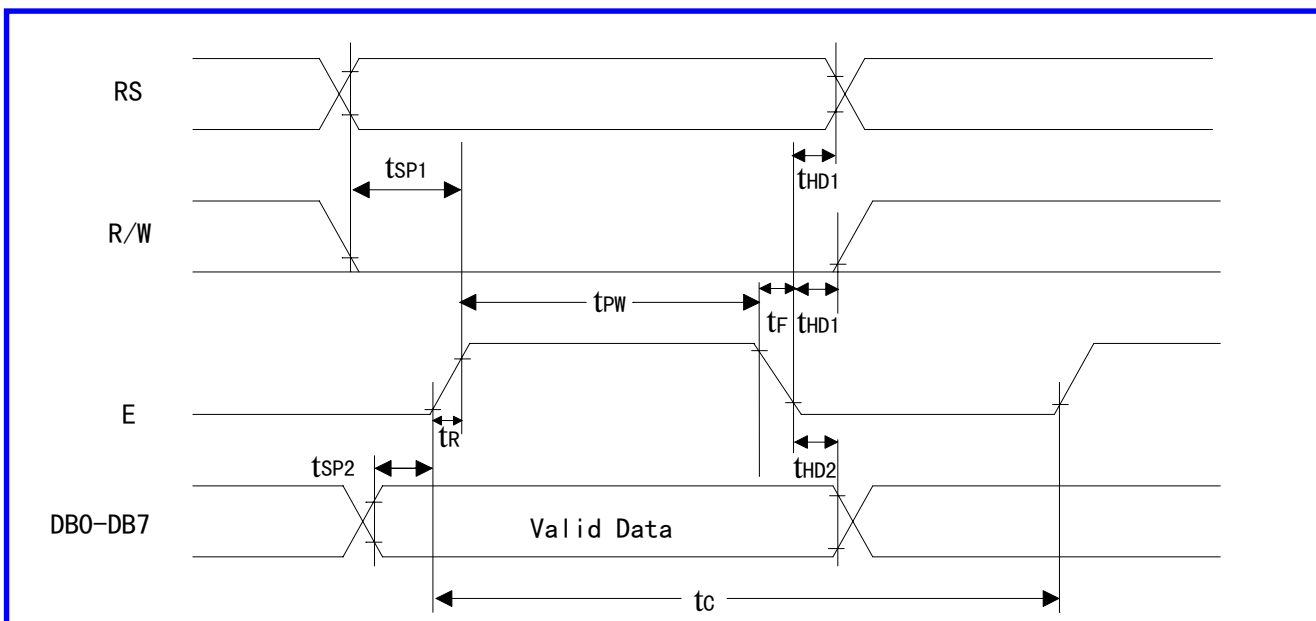 RS
tSP1
tHD1
R/W
tPW
tF
tHD1
E
tR
tSP2
tHD2
DB0-DB7
Valid Data
tC